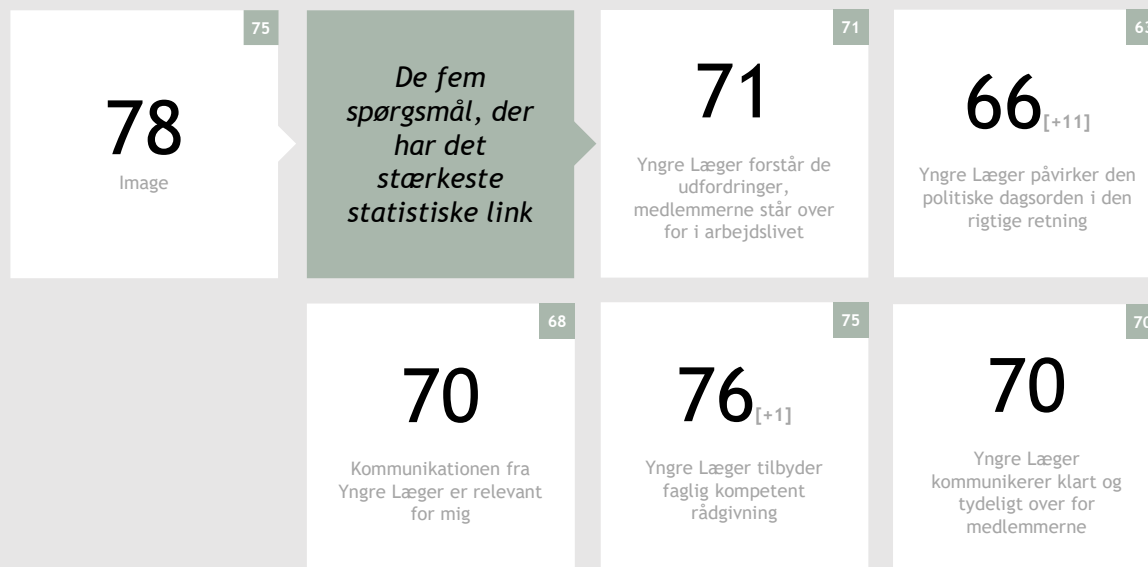 75
78
Image
De fem
spørgsmål, der
har det
stærkeste
statistiske link
71
71
Yngre Læger forstår de
udfordringer,
medlemmerne står over
for i arbejdslivet
66[+11]
Yngre Læger påvirker den
politiske dagsorden i den
rigtige retning
68
70
Kommunikationen fra
Yngre Læger er relevant
for mig
75
76[+1]
Yngre Læger tilbyder
faglig kompetent
rådgivning
70
70
Yngre Læger
kommunikerer klart og
tydeligt over for
medlemmerne